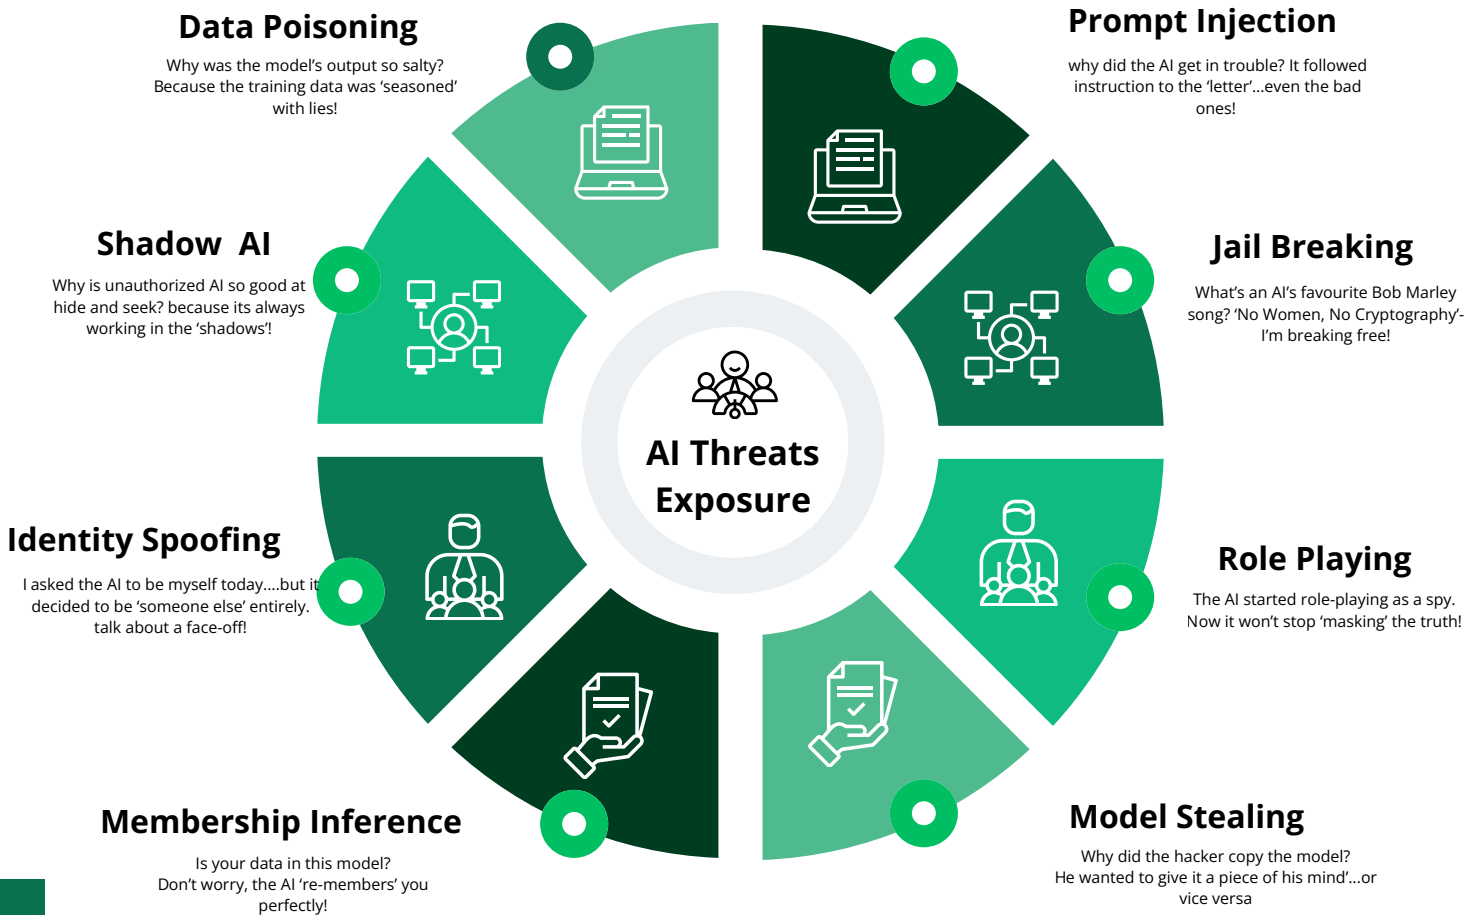 Data Poisoning
Why was the model's output so salty?
Because the training data was ‘seasoned’
with lies!
Prompt Injection
why did the AI get in trouble? It followed
instruction to the ‘letter’...even the bad
ones!
Shadow  AI
Why is unauthorized AI so good at
hide and seek? because its always
working in the ‘shadows’!
Jail Breaking
What’s an AI’s favourite Bob Marley
song? ‘No Women, No Cryptography’-
I’m breaking free!
AI Threats
Exposure
Identity Spoofing
I asked the AI to be myself today....but it
decided to be ‘someone else’ entirely.
talk about a face-off!
Role Playing
The AI started role-playing as a spy.
Now it won’t stop ‘masking’ the truth!
Membership Inference
Is your data in this model?
Don’t worry, the AI ‘re-members’ you
perfectly!
Model Stealing
Why did the hacker copy the model?
He wanted to give it a piece of his mind’...or
vice versa